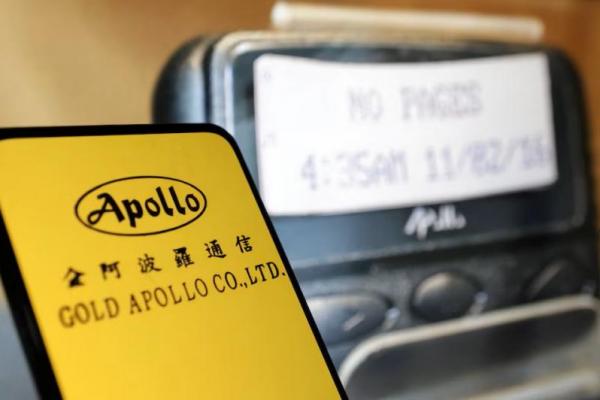 Apollo
金阿波羅通信
GOLD APOLLO CO.,LTD.
NO PAGES
4:35AM 11/02/16
Apollo